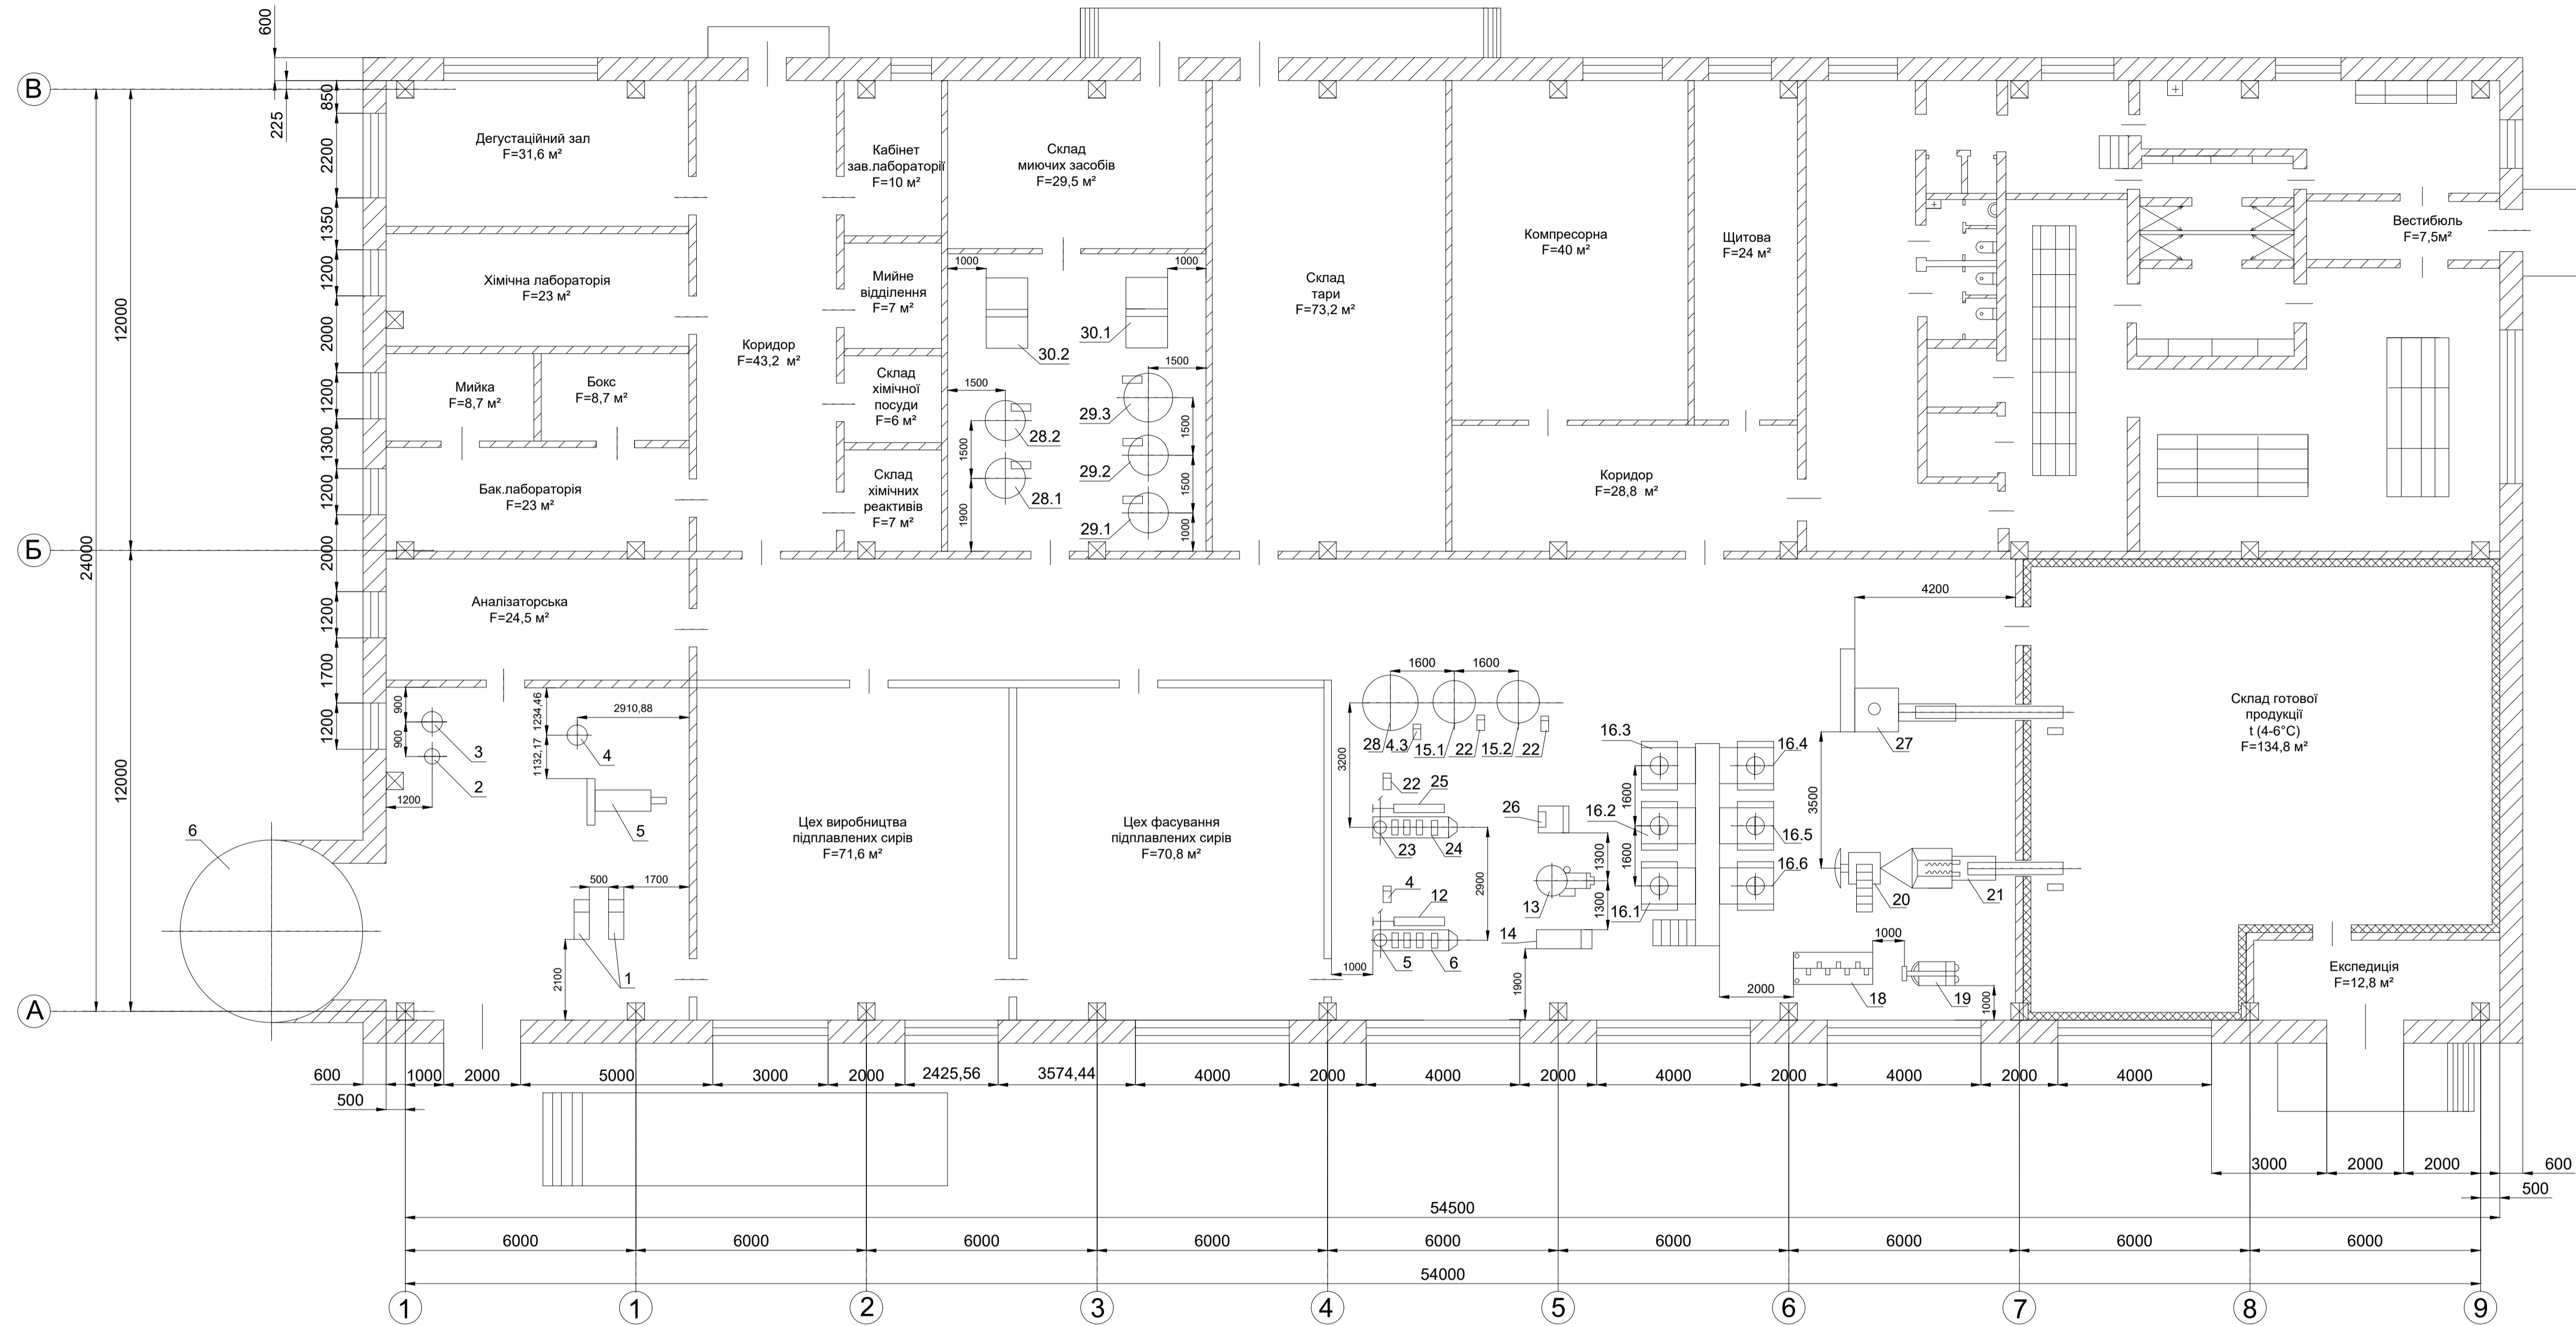 600
В
850
225
2200
1350
1200
2000
1200
1300
1200
2000
1200
1700
1200
12000
24000
12000
Б
А
Дегустаційний зал
F=31,6 м²
Хімічна лабораторія
F=23 м²
Мийка
F=8,7 м²
Бокс
F=8,7 м²
Бак.лабораторія
F=23 м²
Коридор
F=43,2 м²
Кабінет
зав.лабораторії
F=10 м²
Мийне
відділення
F=7 м²
Склад
хімічної
посуди
F=6 м²
Склад
хімічних
реактивів
F=7 м²
Склад
миючих засобів
F=29,5 м²
1000
1000
30.2
30.1
1500
1500
28.2
28.1
1500
1900
29.3
29.2
29.1
1500
1500
1000
Склад
тари
F=73,2 м²
Компресорна
F=40 м²
Щитова
F=24 м²
Коридор
F=28,8 м²
Вестибюль
F=7,5м²
Аналізаторська
F=24,5 м²
900
900
3
2
1200
1234,46
1132,17
2910,88
4
5
6
500
1700
2100
1
Цех виробництва
підплавлених сирів
F=71,6 м²
Цех фасування
підплавлених сирів
F=70,8 м²
1600
1600
28
4.3
15.1
22
15.2
22
3200
22
25
23
24
2900
4
12
5
6
1000
26
13
14
1300
1300
1900
16.3
16.4
16.2
16.5
16.1
16.6
1600
1600
4200
27
3500
20
21
2000
1000
18
19
1000
Склад готової
продукції
t (4-6°C)
F=134,8 м²
Експедиція
F=12,8 м²
600
1000
2000
5000
3000
2000
2425,56
3574,44
4000
2000
4000
2000
4000
2000
4000
2000
4000
500
3000
2000
2000
600
500
54500
6000
6000
6000
6000
6000
6000
6000
6000
6000
54000
1
1
2
3
4
5
6
7
8
9